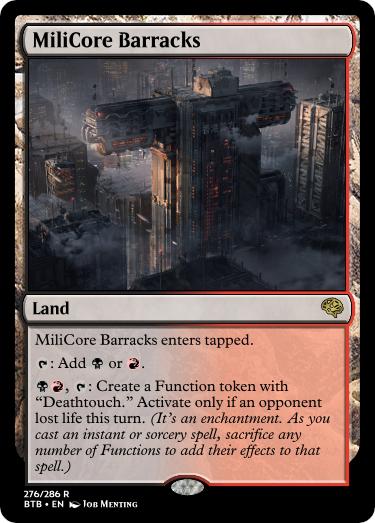 MiliCore Barracks
Land
MiliCore Barracks enters tapped.
: Add or .
, : Create a Function token with
“Deathtouch.” Activate only if an opponent
lost life this turn. (It’s an enchantment. As you
cast an instant or sorcery spell, sacrifice any
number of Functions to add their effects to that
spell.)
276/286 R
BTB • EN Job Menting